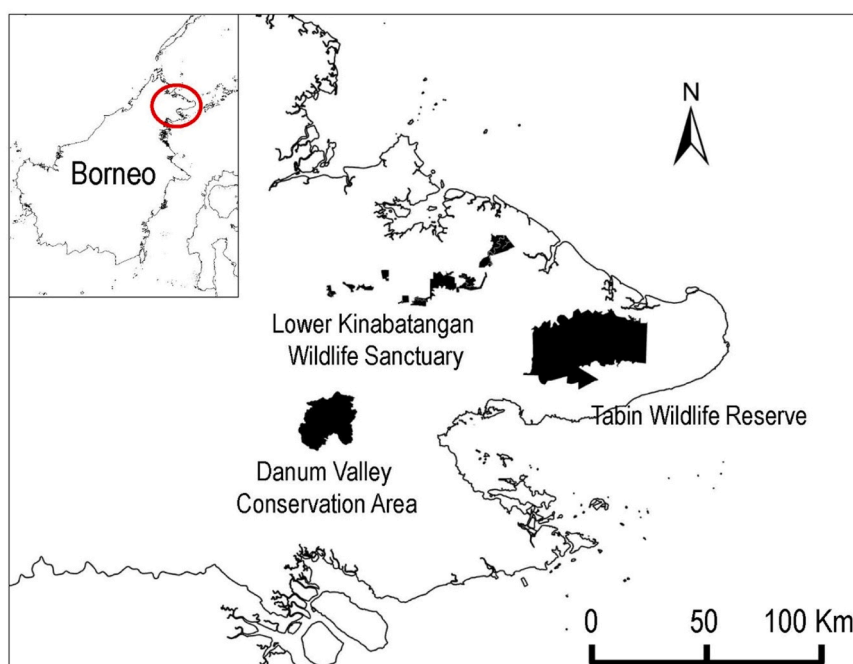 Borneo
N
Lower Kinabatangan
Wildlife Sanctuary
Tabin Wildlife Reserve
Danum Valley
Conservation Area
0 50 100 Km